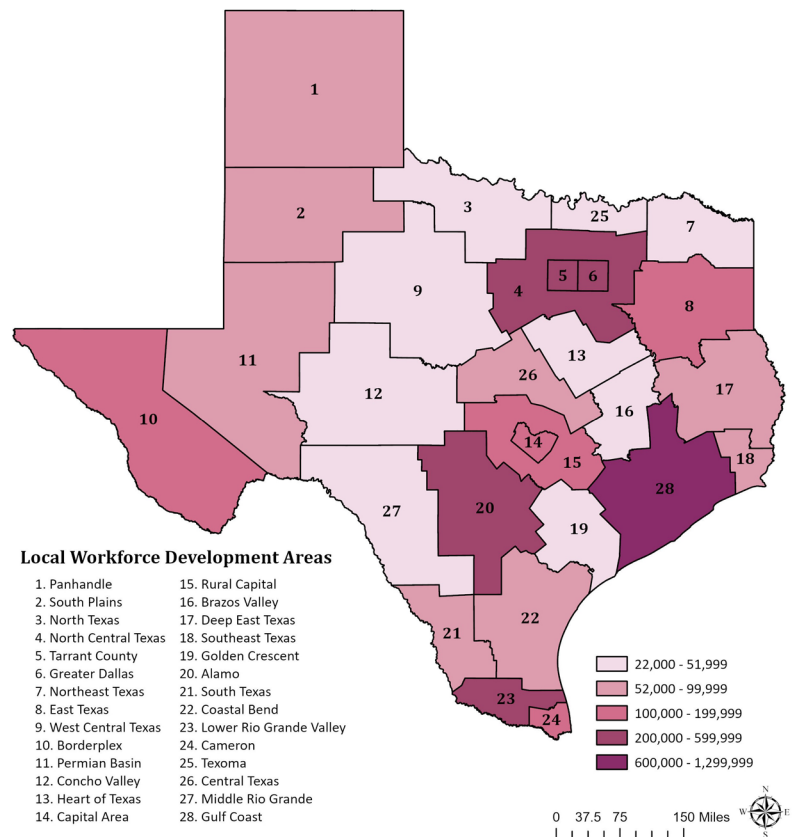 1
2
3
25
7
5
6
4
9
8
13
11
26
12
17
16
10
14
18
15
28
20
27
19
22
21
23
24
Local Workforce Development Areas
1. Panhandle
2. South Plains
3. North Texas
4. North Central Texas
5. Tarrant County
6. Greater Dallas
7. Northeast Texas
8. East Texas
9. West Central Texas
10. Borderplex
11. Permian Basin
12. Concho Valley
13. Heart of Texas
14. Capital Area
15. Rural Capital
16. Brazos Valley
17. Deep East Texas
18. Southeast Texas
19. Golden Crescent
20. Alamo
21. South Texas
22. Coastal Bend
23. Lower Rio Grande Valley
24. Cameron
25. Texoma
26. Central Texas
27. Middle Rio Grande
28. Gulf Coast
22,000 - 51,999
52,000 - 99,999
100,000 - 199,999
200,000 - 599,999
600,000 - 1,299,999
0 37.5 75 150 Miles
N
W E
S